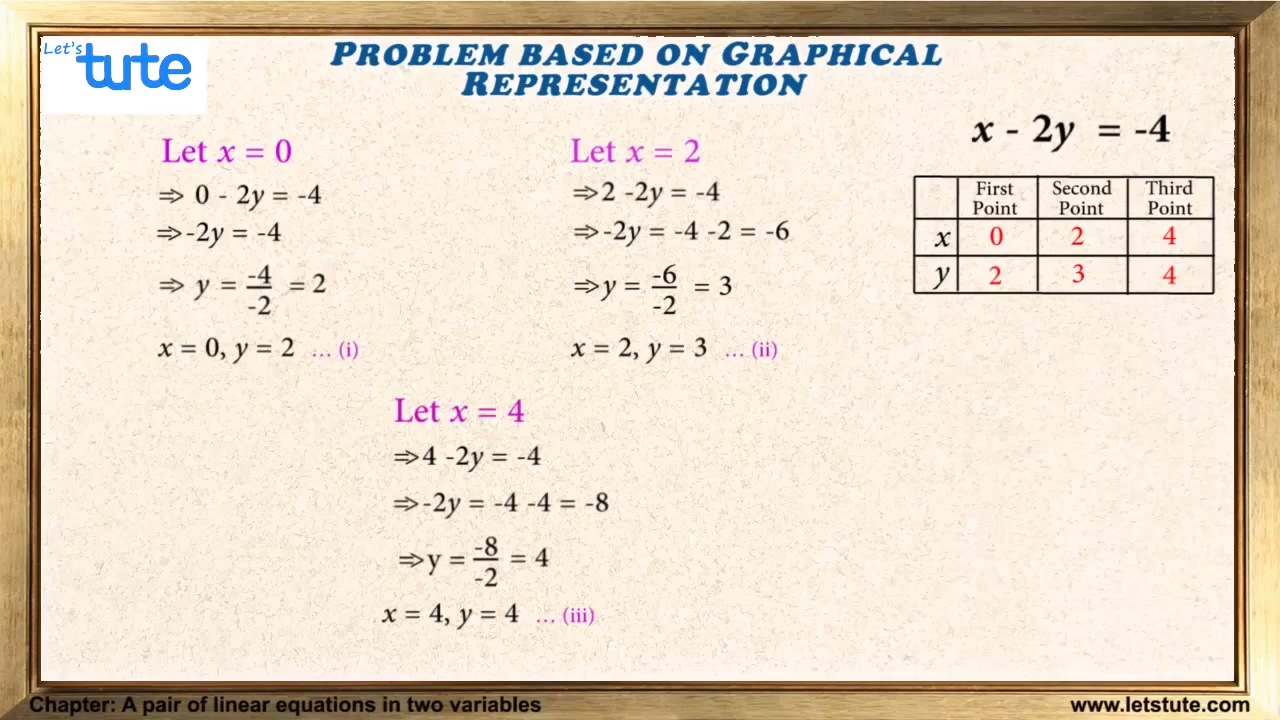 Let's
tute
PROBLEM BASED ON GRAPHICAL
REPRESENTATION
x - 2y = -4
Let x = 0
⇒ 0 - 2y = -4
⇒ -2y = -4
⇒ y = -4/-2 = 2
x = 0, y = 2 ... (i)
Let x = 2
⇒ 2 -2y = -4
⇒ -2y = -4 -2 = -6
⇒ y = -6/-2 = 3
x = 2, y = 3 ... (ii)
First Point Second Point Third Point
x 0 2 4
y 2 3 4
Let x = 4
⇒ 4 -2y = -4
⇒ -2y = -4 -4 = -8
⇒ y = -8/-2 = 4
x = 4, y = 4 ... (iii)
Chapter: A pair of linear equations in two variables
www.letstute.com